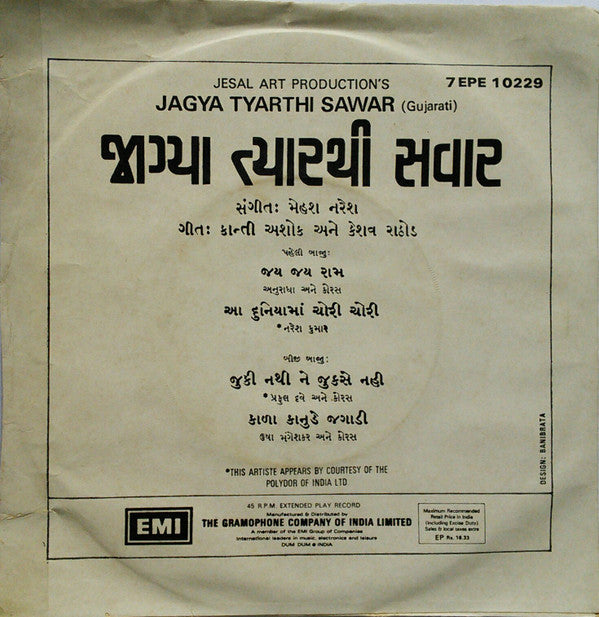 JESAL ART PRODUCTION'S
7 EPE 10229
JAGYA TYARTHI SAWAR (Gujarati)
જાગ્યા ત્યારથી સવાર
સંગીતઃ મેહશ નરેશ
ગીતઃ કાન્તી અશોક અને કેશવ રાઠોડ
પહેલી બાજુઃ
જય જય રામ
અનુરાધા અને કોરસ
આ દુનિયામાં ચોરી ચોરી
*નરેશ કુમાર
બીજી બાજુઃ
જુકી નથી ને જુકસે નહી
*પ્રફુલ દવે અને કોરસ
કાળા કાનુડે જગાડી
ઉષા મંગેશકર અને કોરસ
*THIS ARTISTE APPEARS BY COURTESY OF THE
POLYDOR OF INDIA LTD
DESIGN: BANIBRATA
EMI
45 R.P.M. EXTENDED PLAY RECORD
Manufactured & Distributed by
THE GRAMOPHONE COMPANY OF INDIA LIMITED
A member of the EMI Group of Companies
International leaders in music, electronics and leisure
DUM DUM INDIA
Maximum Recommended
Retail Price in India
(Including Excise Duty)
Sales & local taxes extra
EP Rs. 16.33